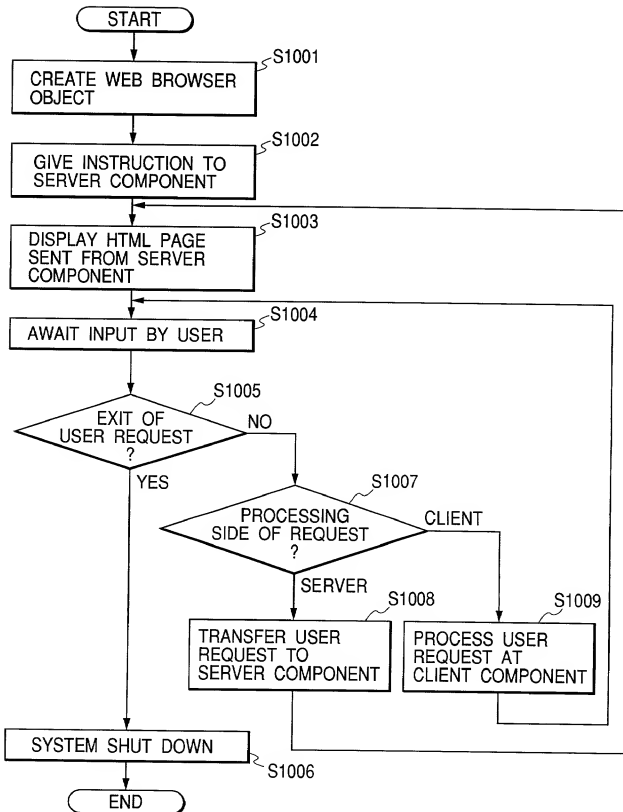 START
S1001
CREATE WEB BROWSER
OBJECT
S1002
GIVE INSTRUCTION TO
SERVER COMPONENT
S1003
DISPLAY HTML PAGE
SENT FROM SERVER
COMPONENT
S1004
AWAIT INPUT BY USER
S1005
EXIT OF
USER REQUEST
?
NO
YES
S1007
PROCESSING
SIDE OF REQUEST
?
CLIENT
SERVER
S1008
TRANSFER USER
REQUEST TO
SERVER COMPONENT
S1009
PROCESS USER
REQUEST AT
CLIENT COMPONENT
SYSTEM SHUT DOWN
S1006
END